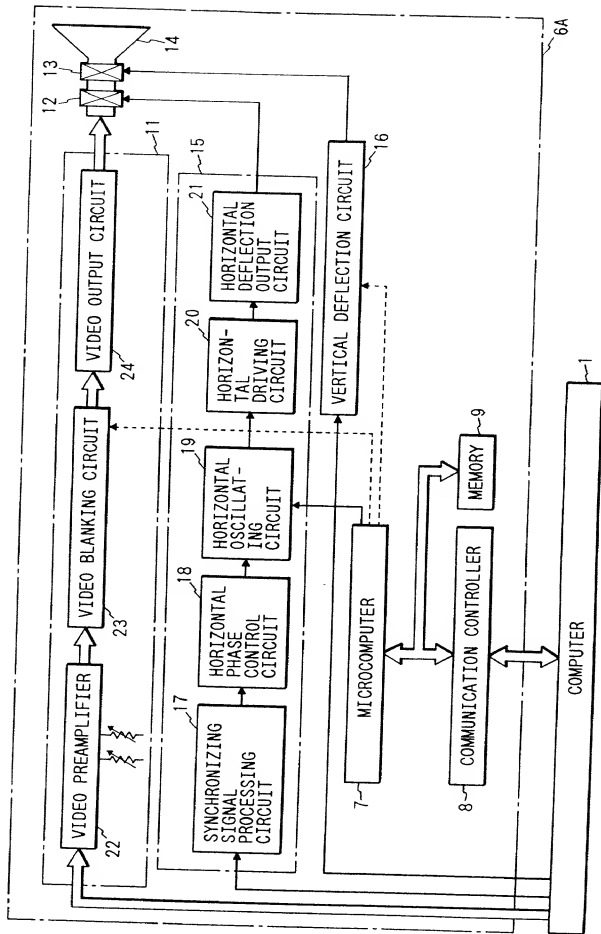 6A
14
13
12
11
VIDEO PREAMPLIFIER
22
VIDEO BLANKING CIRCUIT
23
VIDEO OUTPUT CIRCUIT
24
15
17
SYNCHRONIZING
SIGNAL
PROCESSING
CIRCUIT
18
HORIZONTAL
PHASE
CONTROL
CIRCUIT
19
HORIZONTAL
OSCILLAT-
ING
CIRCUIT
20
HORIZON-
TAL
DRIVING
CIRCUIT
21
HORIZONTAL
DEFLECTION
OUTPUT
CIRCUIT
16
VERTICAL DEFLECTION CIRCUIT
MICROCOMPUTER
7
COMMUNICATION CONTROLLER
8
MEMORY
9
COMPUTER
1